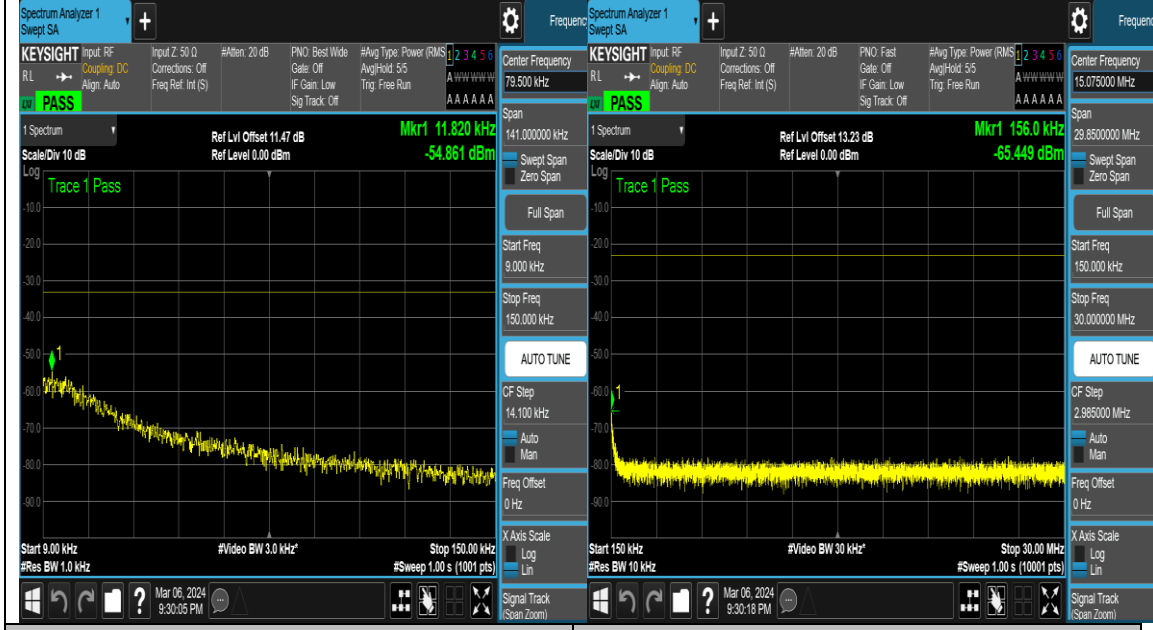 Spectrum Analyzer 1
Swept SA
+
Frequenc
KEYSIGHT
Input: RF
Coupling: DC
Align: Auto
Input Z: 50 Ω
Corrections: Off
Freq Ref: Int (S)
#Atten: 20 dB
PNO: Best Wide
Gate: Off
IF Gain: Low
Sig Track: Off
#Avg Type: Power (RMS
Avg|Hold: 5/5
Trig: Free Run
1 2 3 4 5 6
A W W W W W
A A A A A A
R L
LXI
PASS
1 Spectrum
Scale/Div 10 dB
Log
Ref Lvl Offset 11.47 dB
Ref Level 0.00 dBm
Mkr1 11.820 kHz
-54.861 dBm
Trace 1 Pass
-10.0
-20.0
-30.0
-40.0
-50.0
-60.0
-70.0
-80.0
-90.0
1
Start 9.00 kHz
#Res BW 1.0 kHz
#Video BW 3.0 kHz*
Stop 150.00 kHz
#Sweep 1.00 s (1001 pts)
Center Frequency
79.500 kHz
Span
141.000000 kHz
Swept Span
Zero Span
Full Span
Start Freq
9.000 kHz
Stop Freq
150.000 kHz
AUTO TUNE
CF Step
14.100 kHz
Auto
Man
Freq Offset
0 Hz
X Axis Scale
Log
Lin
Signal Track
(Span Zoom)
?
Mar 06, 2024
9:30:05 PM
Spectrum Analyzer 1
Swept SA
+
Frequenc
KEYSIGHT
Input: RF
Coupling: DC
Align: Auto
Input Z: 50 Ω
Corrections: Off
Freq Ref: Int (S)
#Atten: 20 dB
PNO: Fast
Gate: Off
IF Gain: Low
Sig Track: Off
#Avg Type: Power (RMS
Avg|Hold: 5/5
Trig: Free Run
1 2 3 4 5 6
A W W W W W
A A A A A A
R L
LXI
PASS
1 Spectrum
Scale/Div 10 dB
Log
Ref Lvl Offset 13.23 dB
Ref Level 0.00 dBm
Mkr1 156.0 kHz
-65.449 dBm
Trace 1 Pass
-10.0
-20.0
-30.0
-40.0
-50.0
-60.0
-70.0
-80.0
-90.0
1
Start 150 kHz
#Res BW 10 kHz
#Video BW 30 kHz*
Stop 30.00 MHz
#Sweep 1.00 s (10001 pts)
Center Frequency
15.075000 MHz
Span
29.8500000 MHz
Swept Span
Zero Span
Full Span
Start Freq
150.000 kHz
Stop Freq
30.000000 MHz
AUTO TUNE
CF Step
2.985000 MHz
Auto
Man
Freq Offset
0 Hz
X Axis Scale
Log
Lin
Signal Track
(Span Zoom)
?
Mar 06, 2024
9:30:18 PM